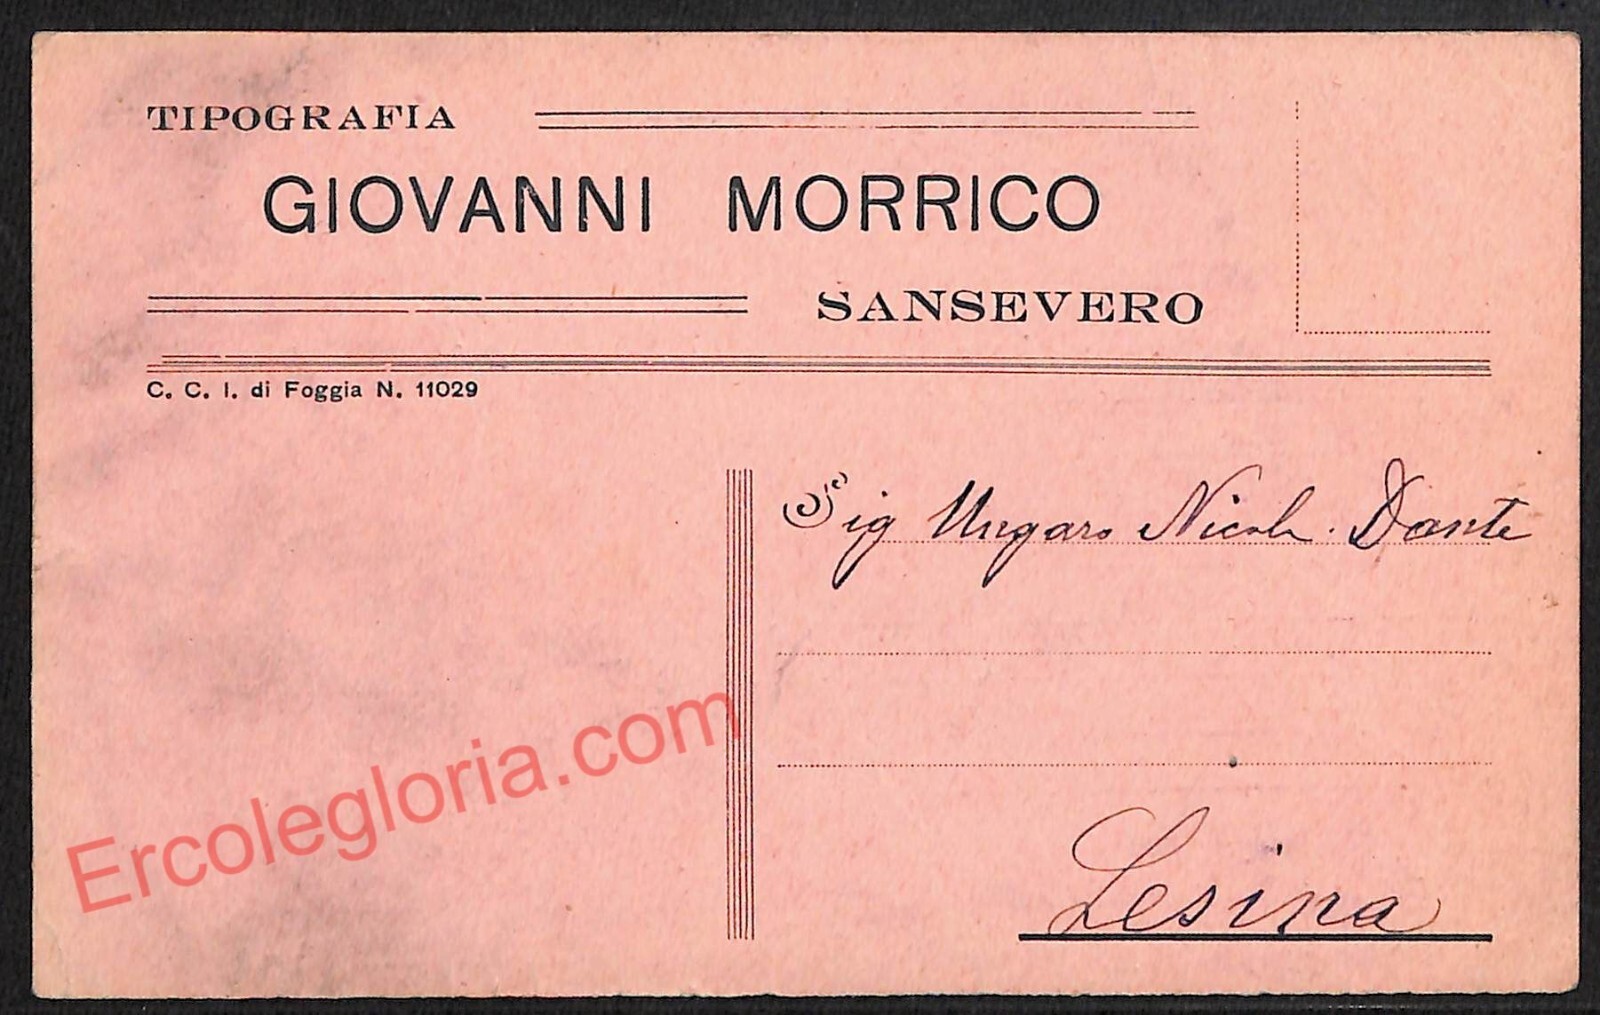 TIPOGRAFIA
GIOVANNI MORRICO
SANSEVERO
C. C. I. di Foggia N. 11029
Sig Ungaro Nicola Dante
Lesina
Ercolegloria.com